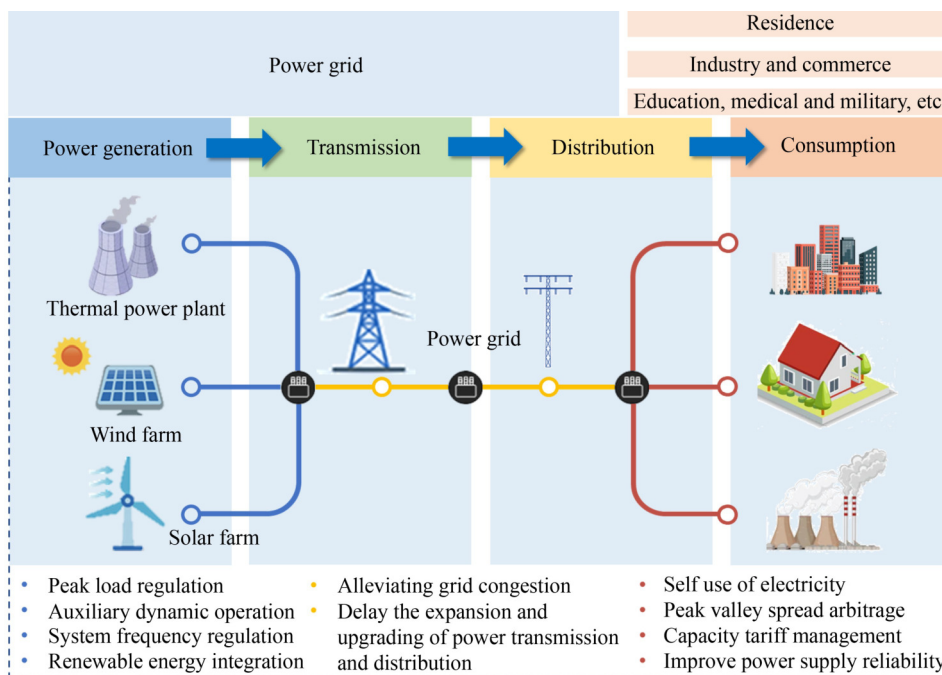 Residence
Power grid
Industry and commerce
Education, medical and military, etc
Power generation
Transmission
Distribution
Consumption
Thermal power plant
Power grid
Wind farm
Solar farm
• Peak load regulation
• Auxiliary dynamic operation
• System frequency regulation
• Renewable energy integration
• Alleviating grid congestion
• Delay the expansion and
upgrading of power transmission
and distribution
• Self use of electricity
• Peak valley spread arbitrage
• Capacity tariff management
• Improve power supply reliability